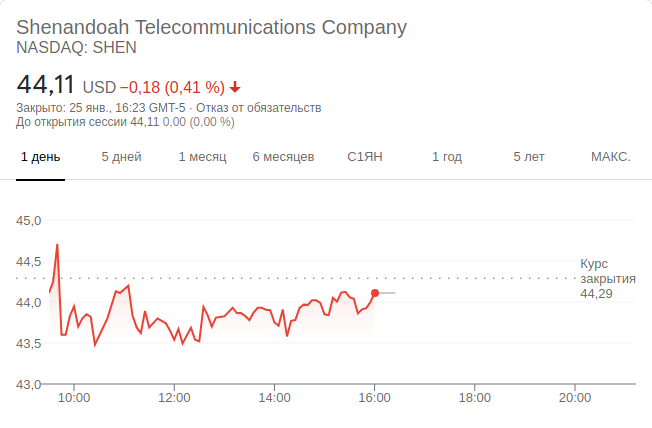 Shenandoah Telecommunications Company
NASDAQ: SHEN
44,11 USD −0,18 (0,41 %)
Закрыто: 25 янв., 16:23 GMT-5 · Отказ от обязательств
До открытия сессии 44,11 0,00 (0,00 %)
1 день 5 дней 1 месяц 6 месяцев С1ЯН 1 год 5 лет МАКС.
45,0
44,5
44,0
43,5
43,0
Курс
закрытия
44,29
10:00 12:00 14:00 16:00 18:00 20:00